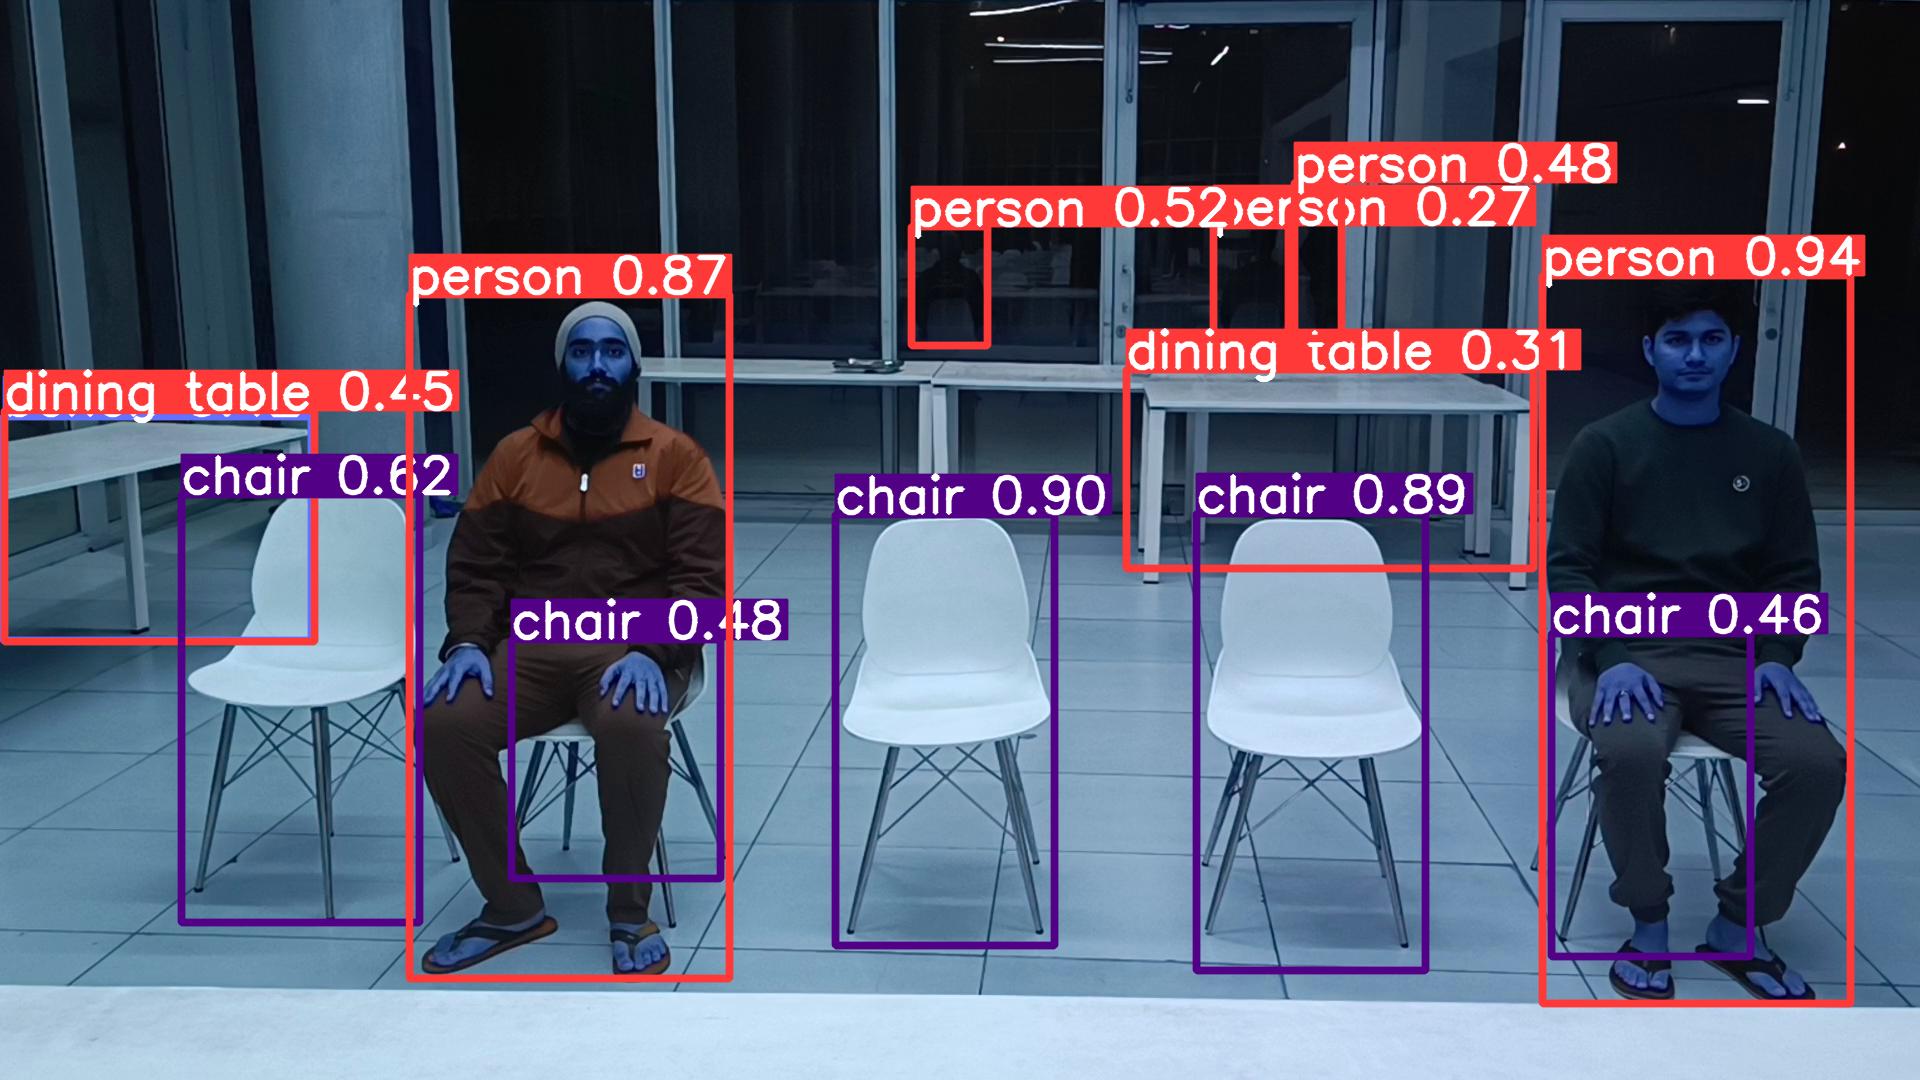 person 0.48
person 0.52
person 0.27
person 0.94
person 0.87
dining table 0.31
dining table 0.45
chair 0.62
chair 0.90
chair 0.89
chair 0.48
chair 0.46